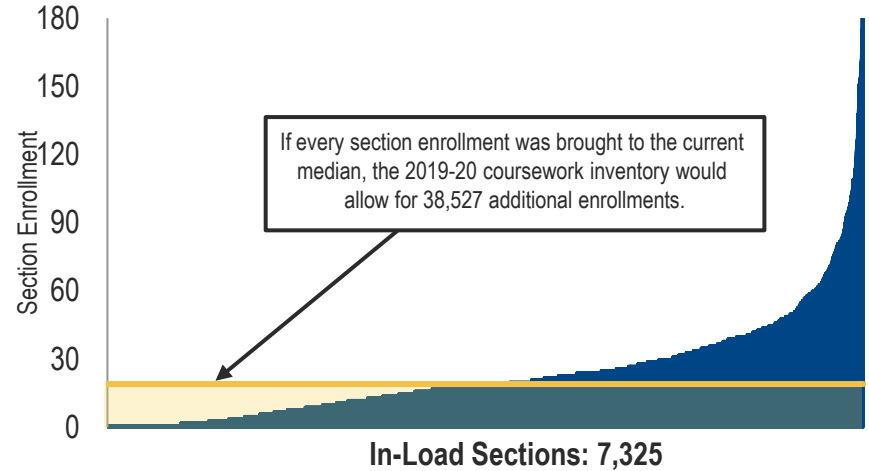 180
150
120
90
60
30
0
Section Enrollment
If every section enrollment was brought to the current
median, the 2019-20 coursework inventory would
allow for 38,527 additional enrollments.
In-Load Sections: 7,325